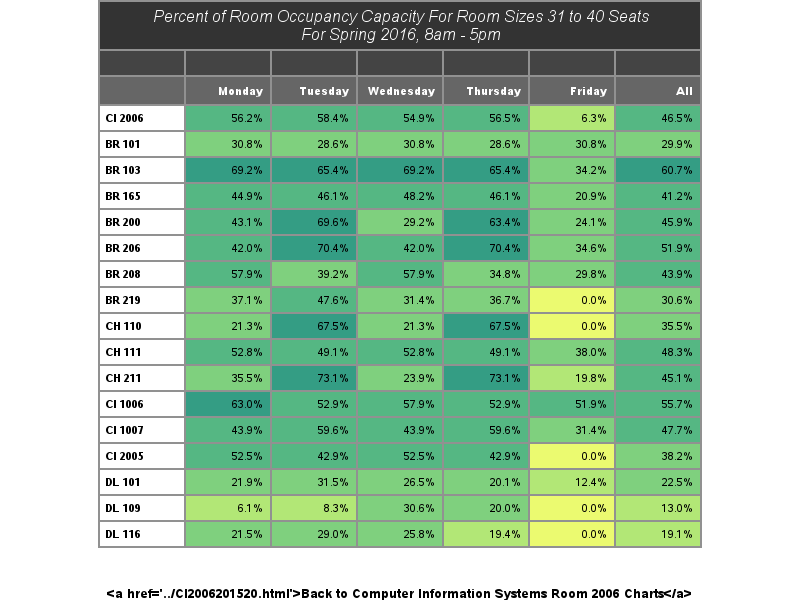 Percent of Room Occupancy Capacity For Room Sizes 31 to 40 Seats
For Spring 2016, 8am - 5pm
Monday Tuesday Wednesday Thursday Friday All
CI 2006 56.2% 58.4% 54.9% 56.5% 6.3% 46.5%
BR 101 30.8% 28.6% 30.8% 28.6% 30.8% 29.9%
BR 103 69.2% 65.4% 69.2% 65.4% 34.2% 60.7%
BR 165 44.9% 46.1% 48.2% 46.1% 20.9% 41.2%
BR 200 43.1% 69.6% 29.2% 63.4% 24.1% 45.9%
BR 206 42.0% 70.4% 42.0% 70.4% 34.6% 51.9%
BR 208 57.9% 39.2% 57.9% 34.8% 29.8% 43.9%
BR 219 37.1% 47.6% 31.4% 36.7% 0.0% 30.6%
CH 110 21.3% 67.5% 21.3% 67.5% 0.0% 35.5%
CH 111 52.8% 49.1% 52.8% 49.1% 38.0% 48.3%
CH 211 35.5% 73.1% 23.9% 73.1% 19.8% 45.1%
CI 1006 63.0% 52.9% 57.9% 52.9% 51.9% 55.7%
CI 1007 43.9% 59.6% 43.9% 59.6% 31.4% 47.7%
CI 2005 52.5% 42.9% 52.5% 42.9% 0.0% 38.2%
DL 101 21.9% 31.5% 26.5% 20.1% 12.4% 22.5%
DL 109 6.1% 8.3% 30.6% 20.0% 0.0% 13.0%
DL 116 21.5% 29.0% 25.8% 19.4% 0.0% 19.1%
<a href='../CI2006201520.html'>Back to Computer Information Systems Room 2006 Charts</a>